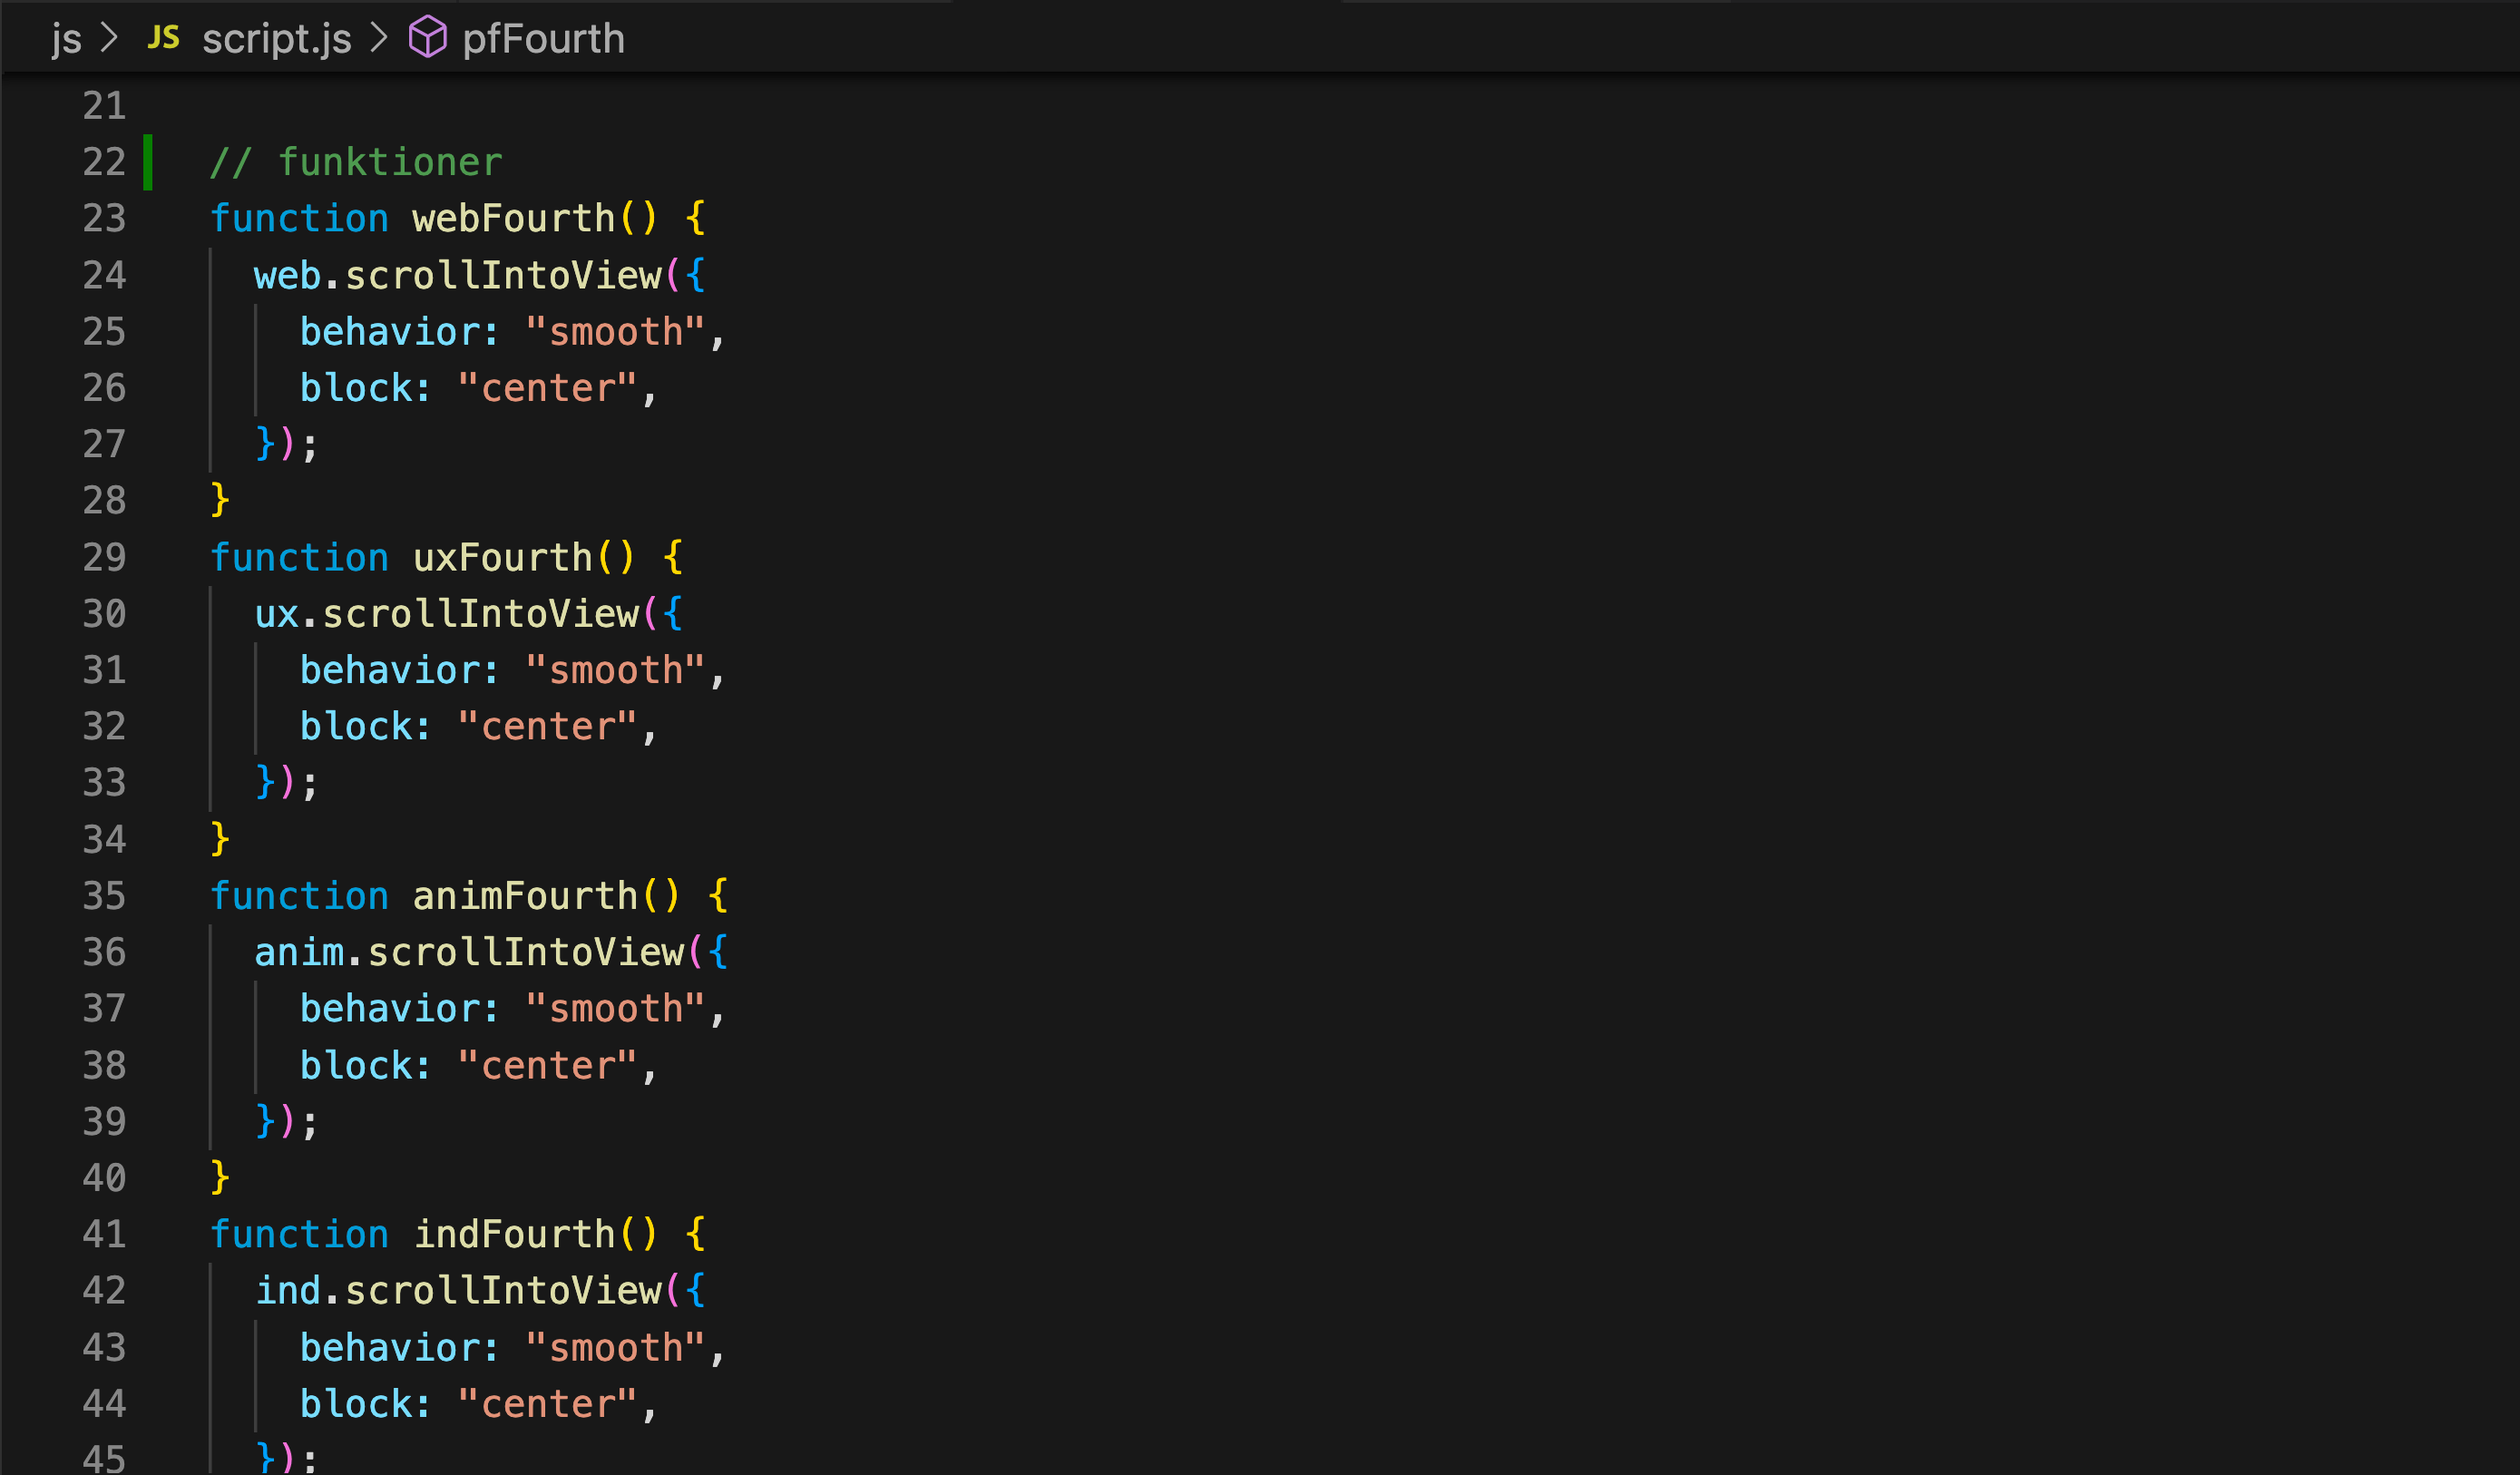 js > JS script.js > pfFourth
21
22 // funktioner
23 function webFourth() {
24 web.scrollIntoView({
25 behavior: "smooth",
26 block: "center",
27 });
28 }
29 function uxFourth() {
30 ux.scrollIntoView({
31 behavior: "smooth",
32 block: "center",
33 });
34 }
35 function animFourth() {
36 anim.scrollIntoView({
37 behavior: "smooth",
38 block: "center",
39 });
40 }
41 function indFourth() {
42 ind.scrollIntoView({
43 behavior: "smooth",
44 block: "center",
45 });